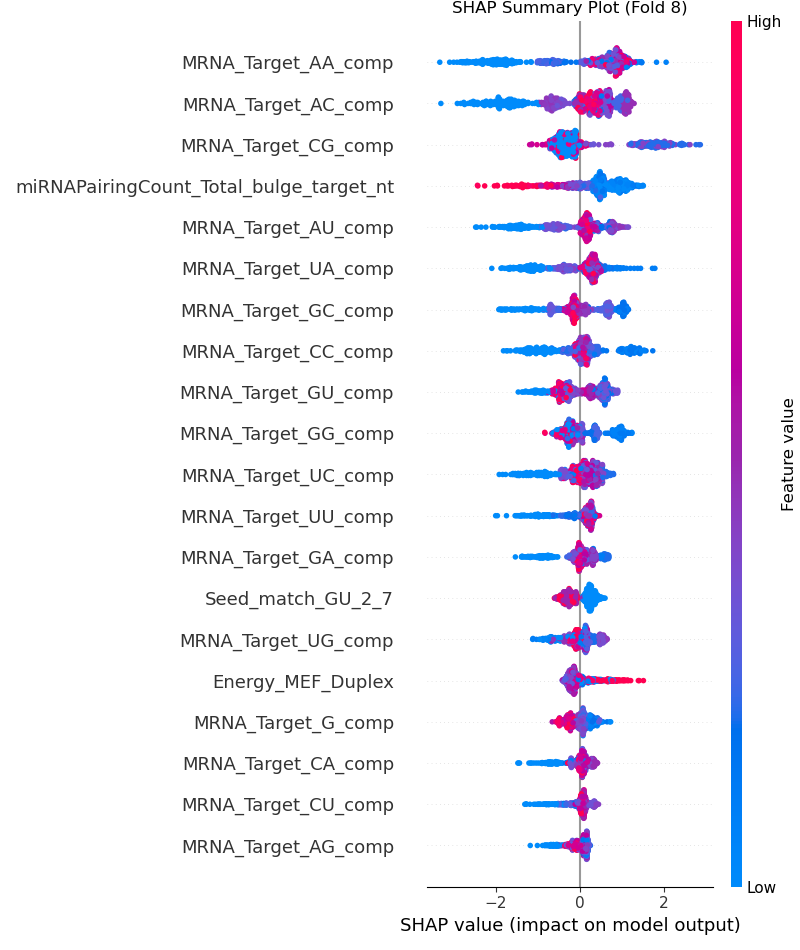 SHAP Summary Plot (Fold 8)
High
MRNA_Target_AA_comp
MRNA_Target_AC_comp
MRNA_Target_CG_comp
miRNAPairingCount_Total_bulge_target_nt
MRNA_Target_AU_comp
MRNA_Target_UA_comp
MRNA_Target_GC_comp
MRNA_Target_CC_comp
MRNA_Target_GU_comp
MRNA_Target_GG_comp
MRNA_Target_UC_comp
MRNA_Target_UU_comp
MRNA_Target_GA_comp
Seed_match_GU_2_7
MRNA_Target_UG_comp
Energy_MEF_Duplex
MRNA_Target_G_comp
MRNA_Target_CA_comp
MRNA_Target_CU_comp
MRNA_Target_AG_comp
Feature value
Low
−2 0 2
SHAP value (impact on model output)